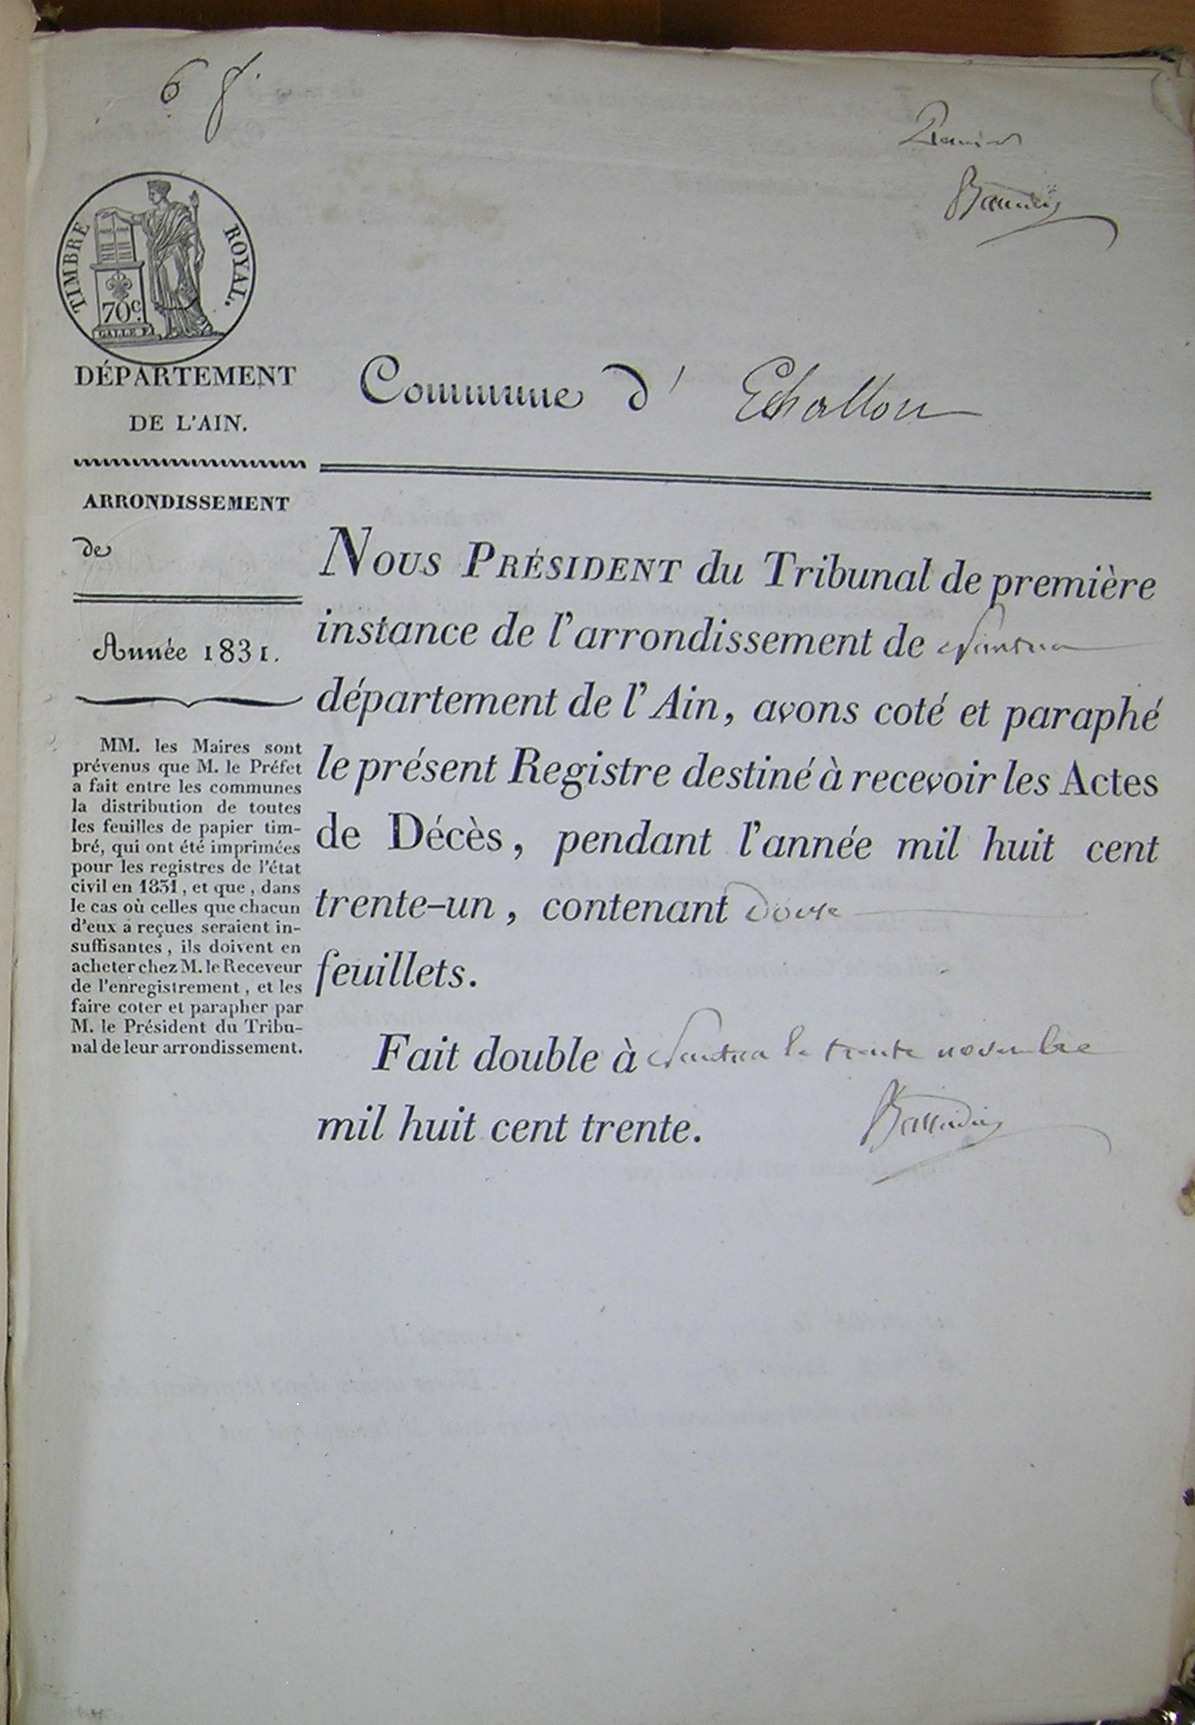 6 f.
Premier
TIMBRE ROYAL.
70c.
GALLE F.
DÉPARTEMENT
DE L'AIN.
Commune d' Echallon
ARRONDISSEMENT
de
Année 1831.
MM. les Maires sont
prévenus que M. le Préfet
a fait entre les communes
la distribution de toutes
les feuilles de papier tim-
bré, qui ont été imprimées
pour les registres de l'état
civil en 1831, et que, dans
le cas où celles que chacun
d'eux a reçues seraient in-
suffisantes, ils doivent en
acheter chez M. le Receveur
de l'enregistrement, et les
faire coter et parapher par
M. le Président du Tribu-
nal de leur arrondissement.
NOUS PRÉSIDENT du Tribunal de première
instance de l'arrondissement de Nantua
département de l'Ain, avons coté et paraphé
le présent Registre destiné à recevoir les Actes
de Décès, pendant l'année mil huit cent
trente-un, contenant douze
feuillets.
Fait double à Nantua le trente novembre
mil huit cent trente.